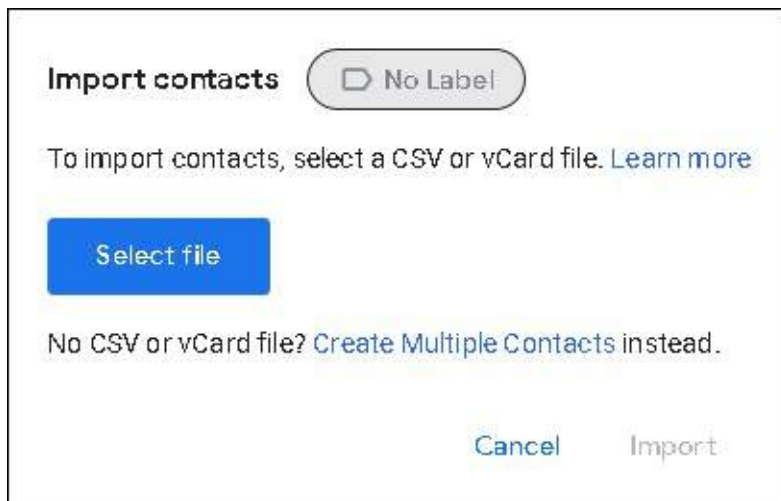 Import contacts No Label
To import contacts, select a CSV or vCard file. Learn more
Select file
No CSV or vCard file? Create Multiple Contacts instead.
Cancel Import